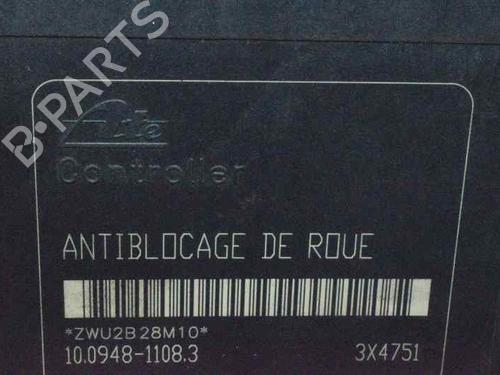 B-PARTS
Ate
Controller
ANTIBLOCAGE DE ROUE
*ZWU2B28M10*
10.0948-1108.3 3X4751